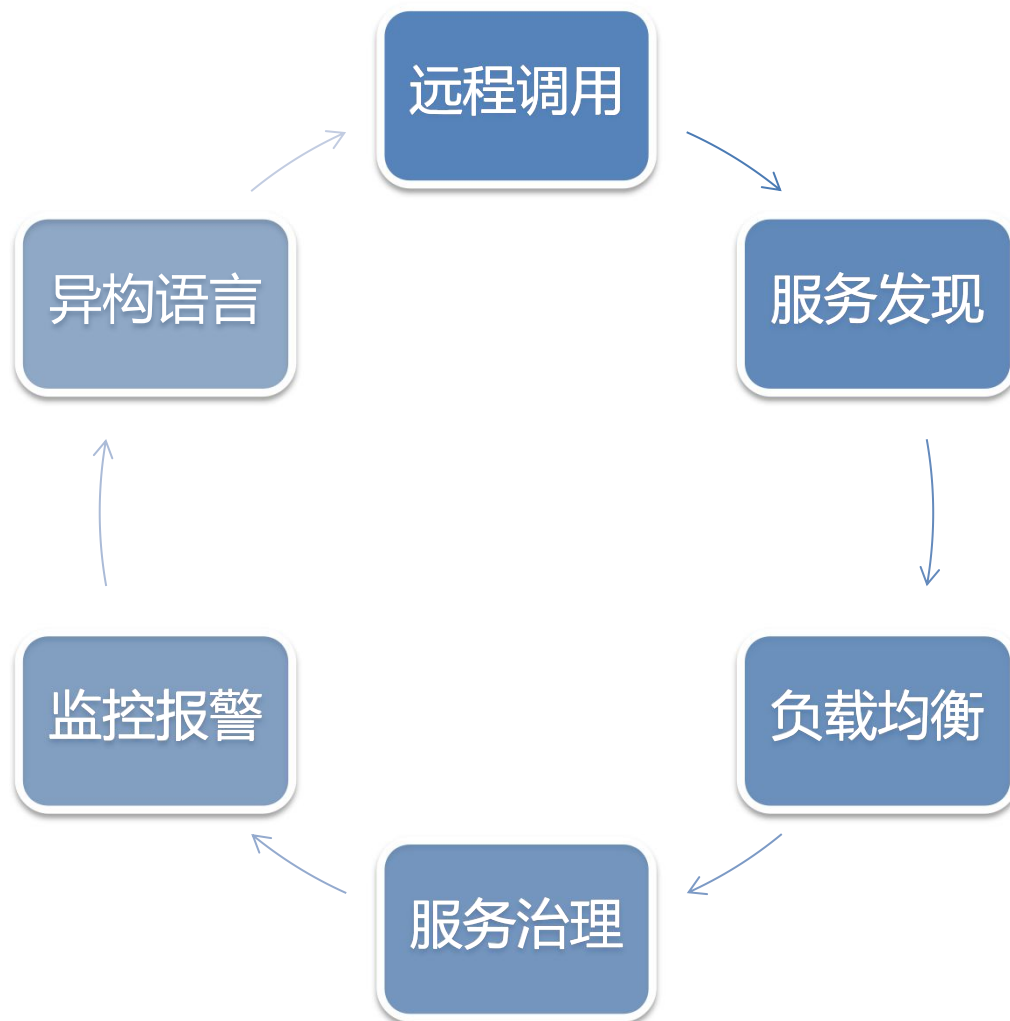 远程调用
服务发现
负载均衡
服务治理
监控报警
异构语言